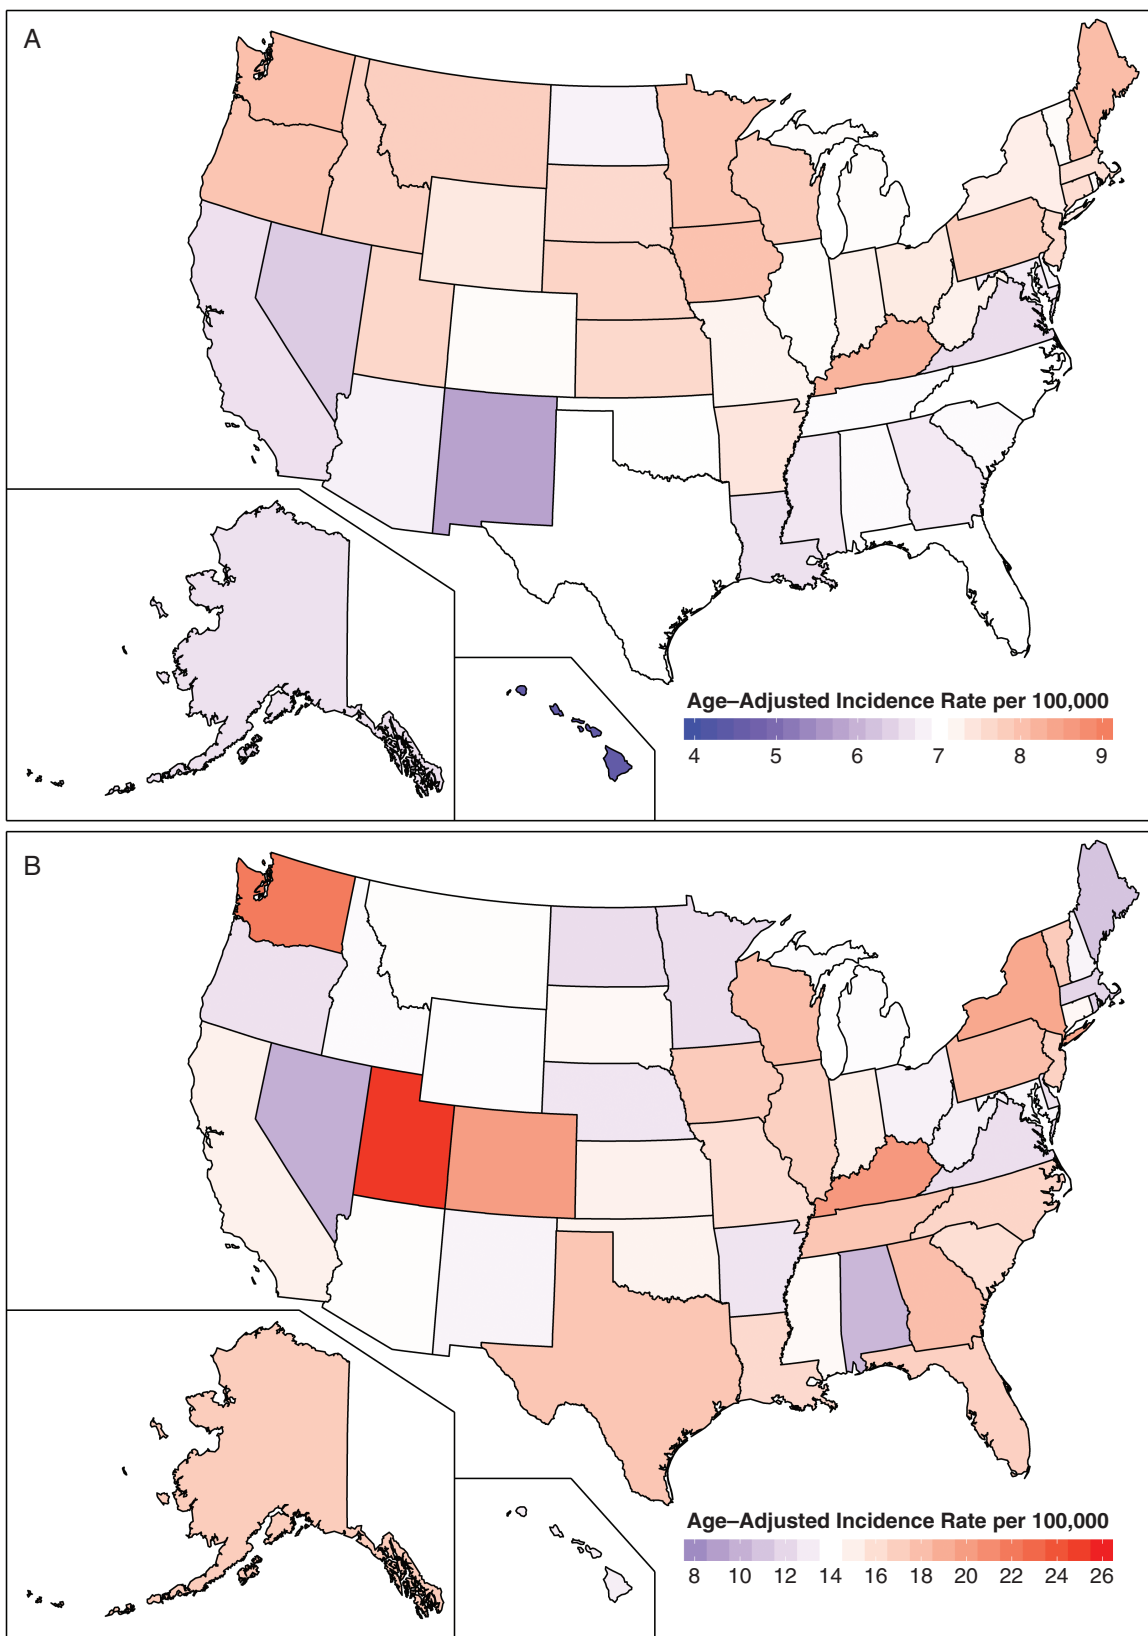 A
Age–Adjusted Incidence Rate per 100,000
4 5 6 7 8 9
B
Age–Adjusted Incidence Rate per 100,000
8 10 12 14 16 18 20 22 24 26